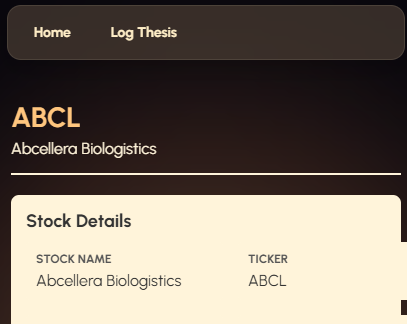 Home Log Thesis
ABCL
Abcellera Biologistics
Stock Details
STOCK NAME TICKER
Abcellera Biologistics ABCL